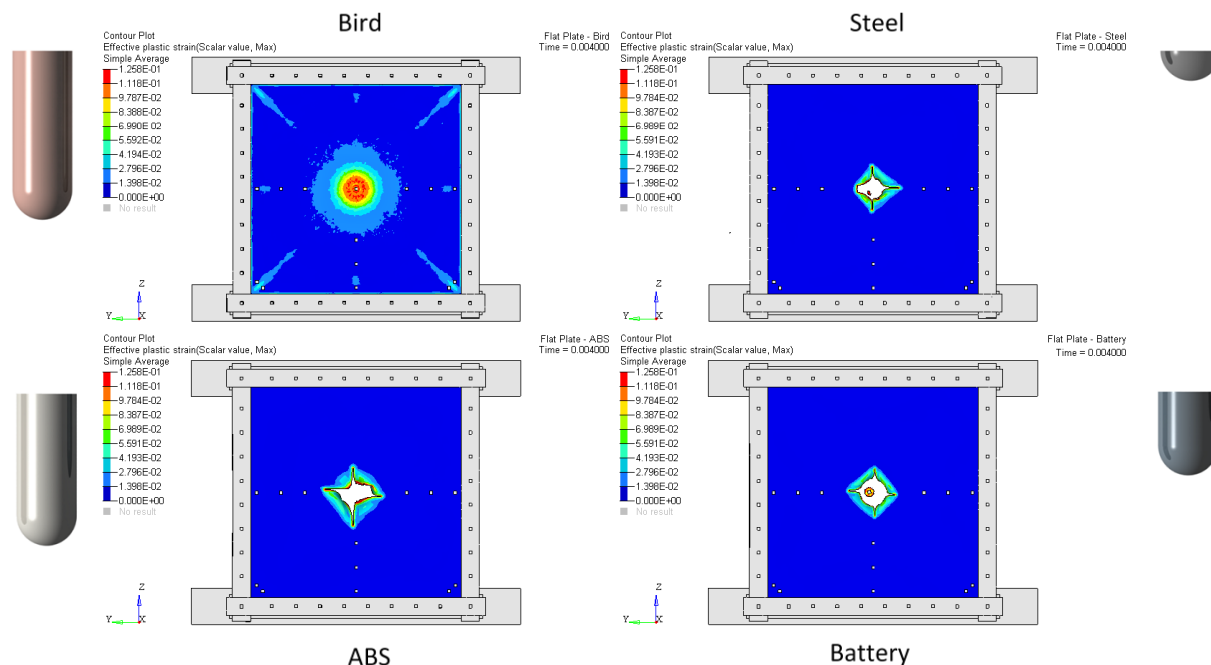 Bird
Contour Plot
Effective plastic strain(Scalar value, Max)
Simple Average
1.258E-01
1.118E-01
9.787E-02
8.388E-02
6.990E 02
5.592E-02
4.194E-02
2.796E-02
1.398E-02
0.000E+00
No result
Flat Plate - Bird
Time = 0.004000
Z
Y
X
Steel
Contour Plot
Effective plastic strain(Scalar value, Max)
Simple Average
1.258E-01
1.118E-01
9.784E-02
8.387E-02
6.989E 02
5.591E-02
4.193E-02
2.796E-02
1.398E-02
0.000E+00
No result
Flat Plate - Steel
Time = 0.004000
Z
Y
X
Contour Plot
Effective plastic strain(Scalar value, Max)
Simple Average
1.258E-01
1.118E-01
9.784E-02
8.387E-02
6.989E-02
5.591E-02
4.193E-02
2.796E-02
1.398E-02
0.000E+00
No result
Flat Plate - ABS
Time = 0.004000
Z
Y
X
ABS
Contour Plot
Effective plastic strain(Scalar value, Max)
Simple Average
1.258E-01
1.118E-01
9.784E-02
8.387E-02
6.989E-02
5.591E-02
4.193E-02
2.796E-02
1.398E-02
0.000E+00
No result
Flat Plate - Battery
Time = 0.004000
Z
Y
X
Battery